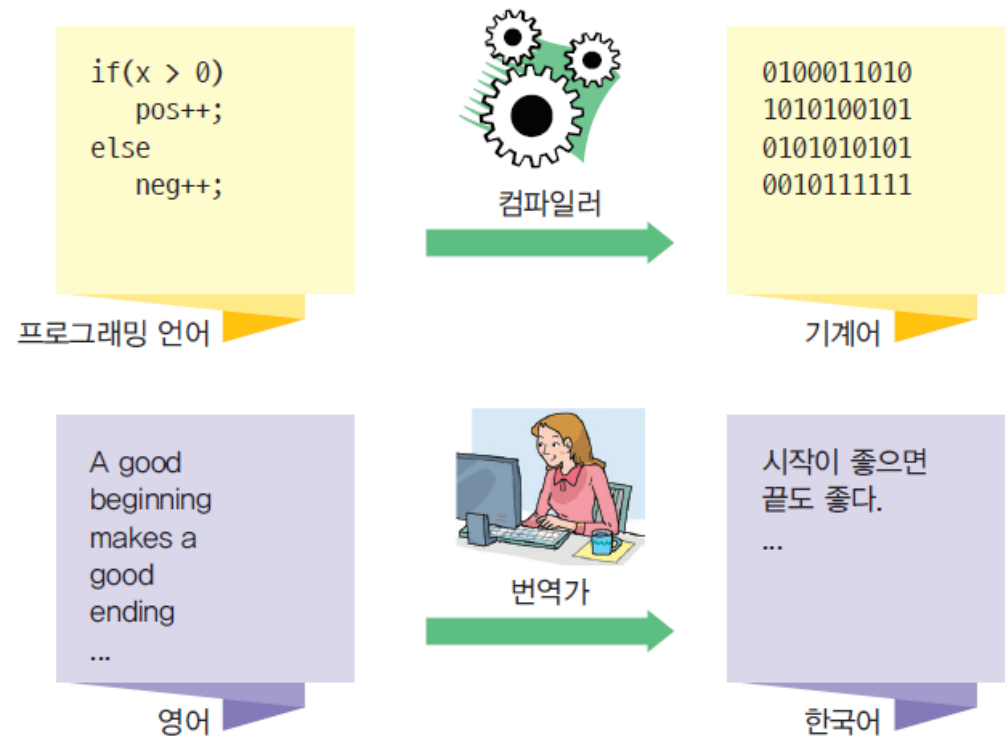 if(x > 0)
pos++;
else
neg++;
컴파일러
0100011010
1010100101
0101010101
0010111111
프로그래밍 언어
기계어
A good
beginning
makes a
good
ending
...
번역가
시작이 좋으면
끝도 좋다.
...
영어
한국어